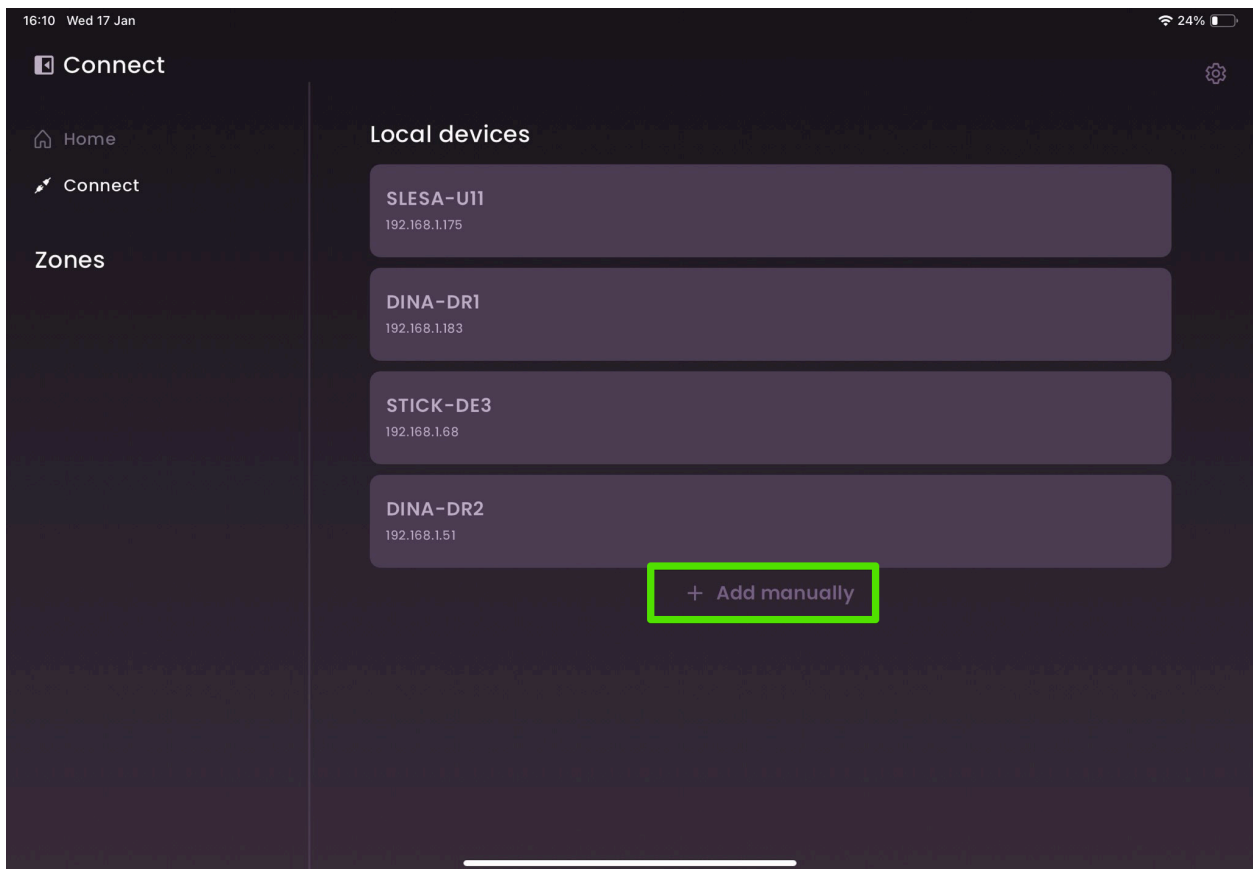 16:10 Wed 17 Jan
24%
Connect
Home
Connect
Zones
Local devices
SLESA-U11
192.168.1.175
DINA-DR1
192.168.1.183
STICK-DE3
192.168.1.68
DINA-DR2
192.168.1.51
+ Add manually